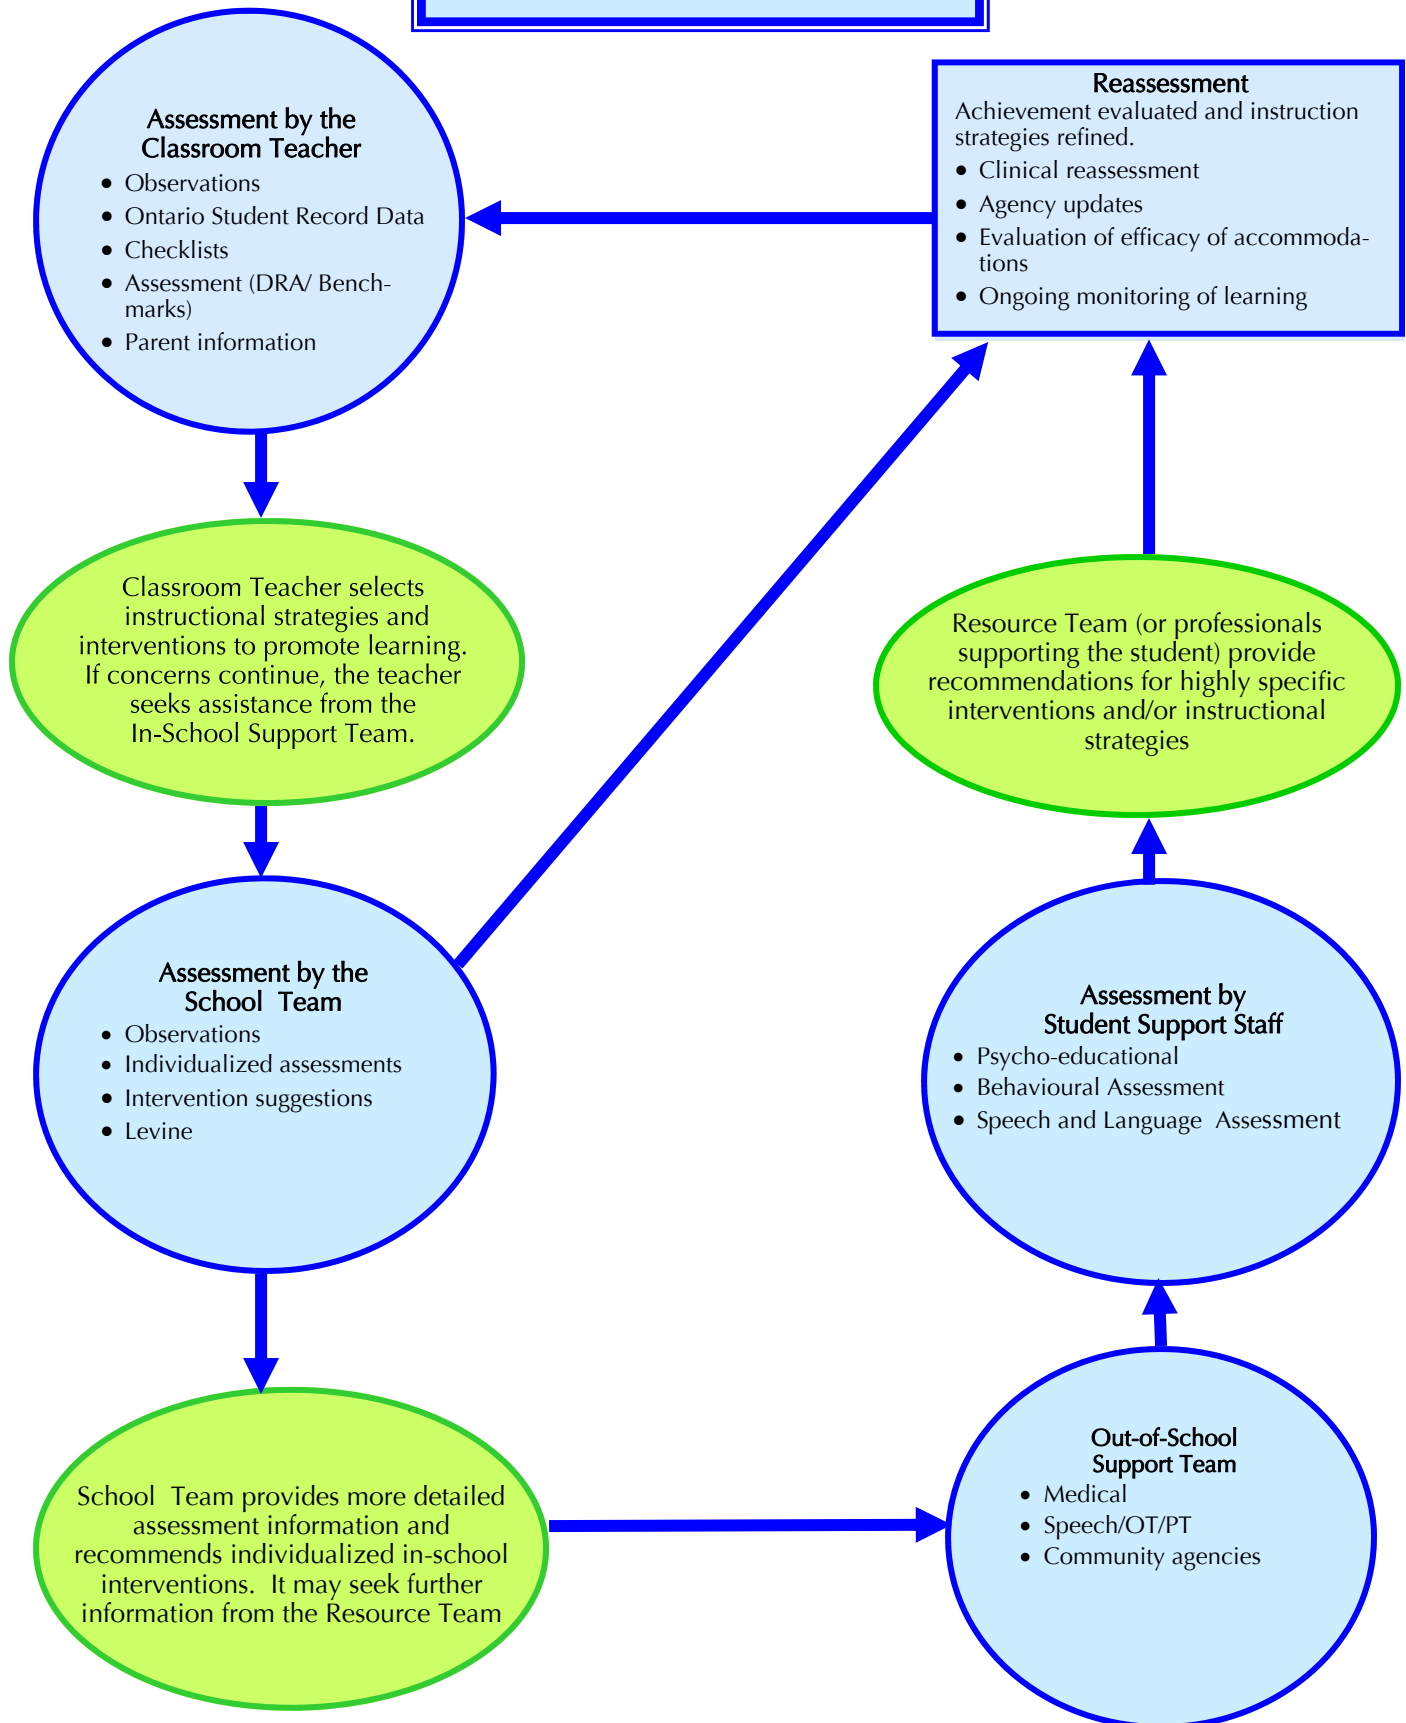 Assessment by the
Classroom Teacher
• Observations
• Ontario Student Record Data
• Checklists
• Assessment (DRA/ Bench-
marks)
• Parent information
Reassessment
Achievement evaluated and instruction
strategies refined.
• Clinical reassessment
• Agency updates
• Evaluation of efficacy of accommoda-
tions
• Ongoing monitoring of learning
Classroom Teacher selects
instructional strategies and
interventions to promote learning.
If concerns continue, the teacher
seeks assistance from the
In-School Support Team.
Resource Team (or professionals
supporting the student) provide
recommendations for highly specific
interventions and/or instructional
strategies
Assessment by the
School  Team
• Observations
• Individualized assessments
• Intervention suggestions
• Levine
Assessment by
Student Support Staff
• Psycho-educational
• Behavioural Assessment
• Speech and Language  Assessment
School  Team provides more detailed
assessment information and
recommends individualized in-school
interventions.  It may seek further
information from the Resource Team
Out-of-School
Support Team
• Medical
• Speech/OT/PT
• Community agencies